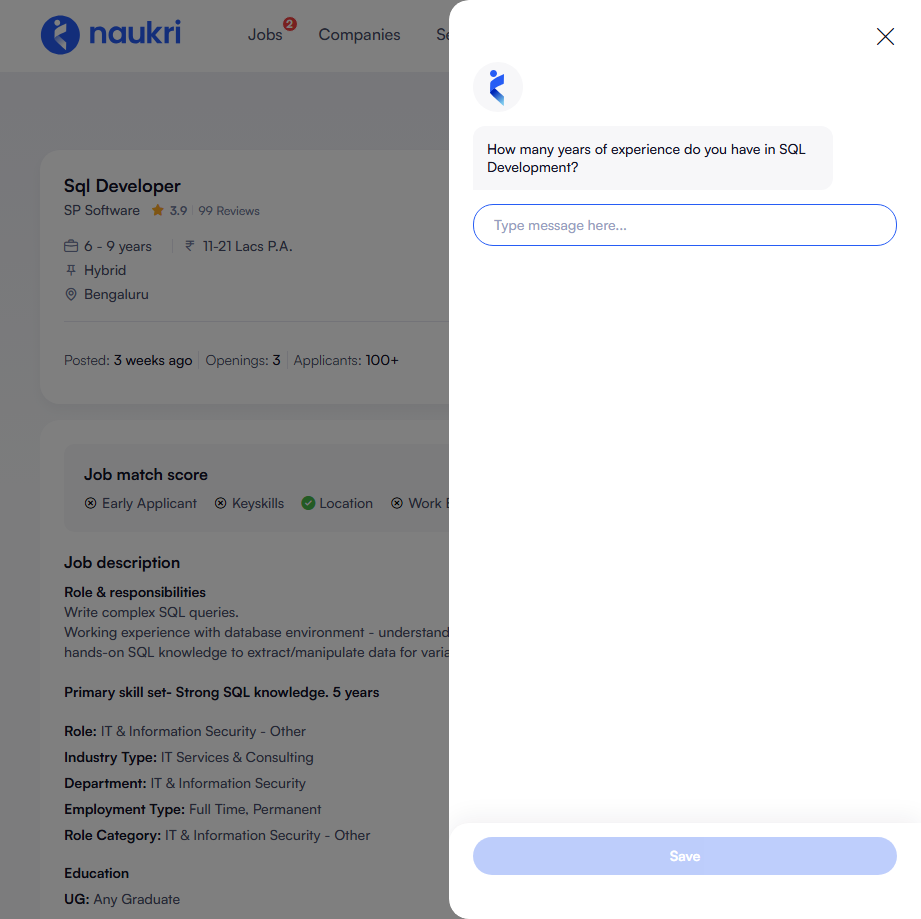 naukri
Jobs 2 Companies
Sql Developer
SP Software 3.9 99 Reviews
6 - 9 years ₹ 11-21 Lacs P.A.
Hybrid
Bengaluru
Posted: 3 weeks ago Openings: 3 Applicants: 100+
Job match score
Early Applicant Keyskills Location Work
Job description
Role & responsibilities
Write complex SQL queries.
Working experience with database environment - understand
hands-on SQL knowledge to extract/manipulate data for varia
Primary skill set- Strong SQL knowledge. 5 years
Role: IT & Information Security - Other
Industry Type: IT Services & Consulting
Department: IT & Information Security
Employment Type: Full Time, Permanent
Role Category: IT & Information Security - Other
Education
UG: Any Graduate
How many years of experience do you have in SQL
Development?
Type message here...
Save